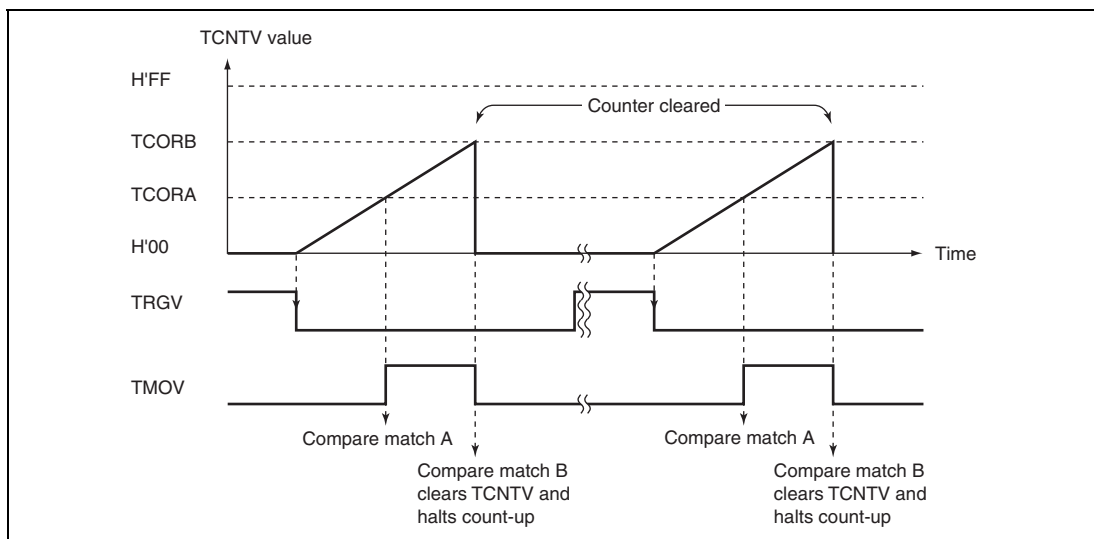 TCNTV value
H'FF
Counter cleared
TCORB
TCORA
H'00
Time
TRGV
TMOV
Compare match A
Compare match A
Compare match B
clears TCNTV and
halts count-up
Compare match B
clears TCNTV and
halts count-up